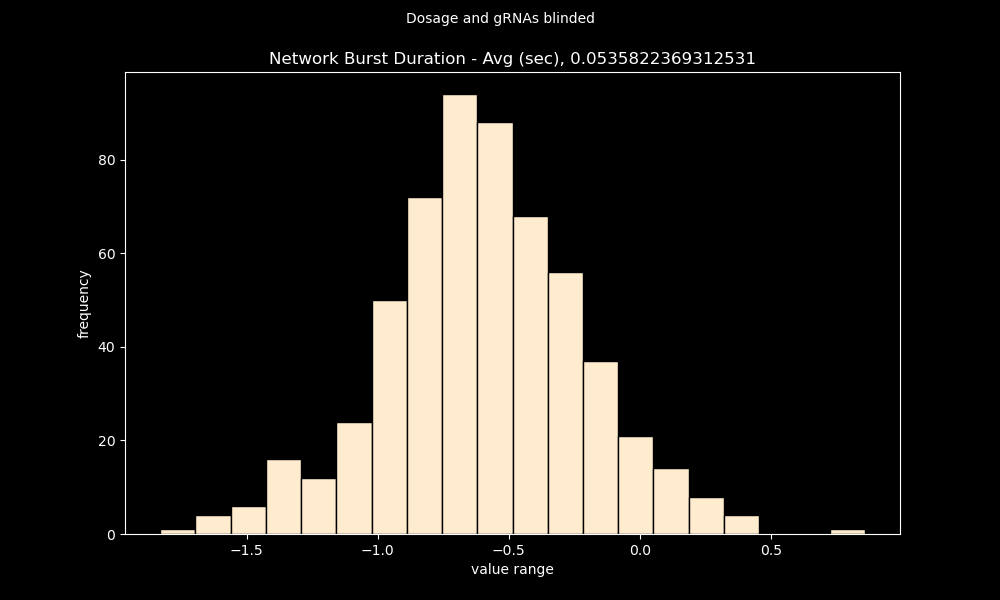 Dosage and gRNAs blinded
Network Burst Duration - Avg (sec), 0.0535822369312531
80
60
40
20
0
frequency
−1.5
−1.0
−0.5
0.0
0.5
value range